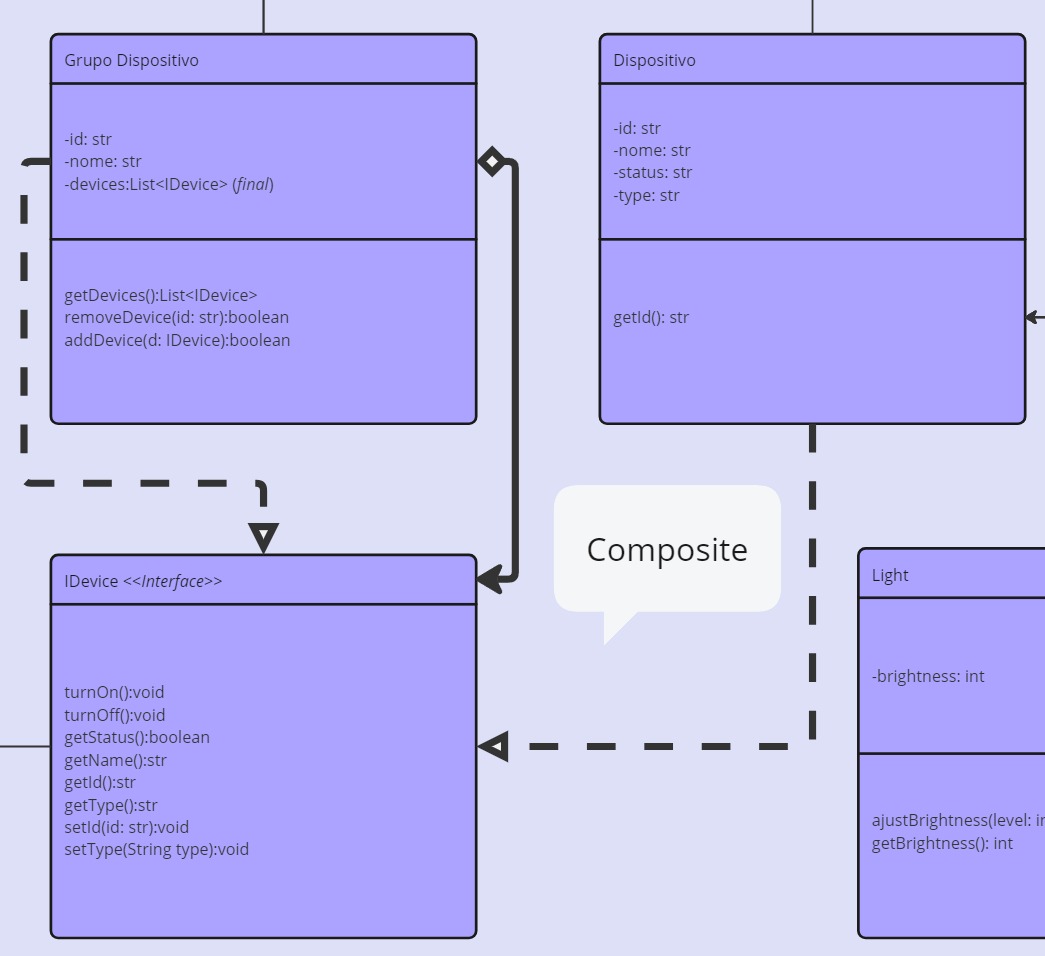 Grupo Dispositivo
-id: str
-nome: str
-devices:List<IDevice> (final)
getDevices():List<IDevice>
removeDevice(id: str):boolean
addDevice(d: IDevice):boolean
Dispositivo
-id: str
-nome: str
-status: str
-type: str
getId(): str
Composite
IDevice <<Interface>>
turnOn():void
turnOff():void
getStatus():boolean
getName():str
getId():str
getType():str
setId(id: str):void
setType(String type):void
Light
-brightness: int
ajustBrightness(level:
getBrightness(): int